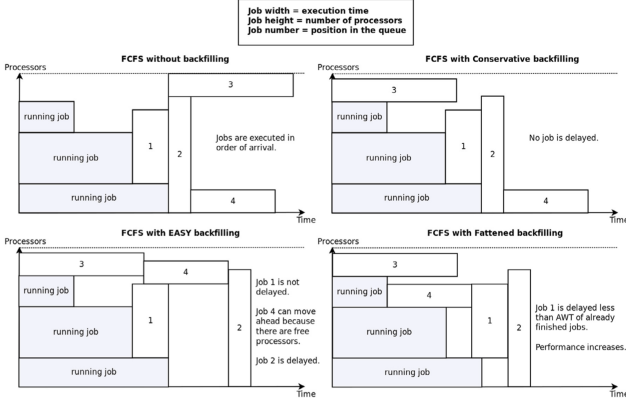 Job width = execution time
Job height = number of processors
Job number = position in the queue
FCFS without backfilling
Processors
3
running job
1
running job
2
Jobs are executed in
order of arrival.
running job
4
Time
FCFS with Conservative backfilling
Processors
3
running job
1
running job
2
No job is delayed.
running job
4
Time
FCFS with EASY backfilling
Processors
3
4
running job
1
running job
2
Job 1 is not
delayed.
Job 4 can move
ahead because
there are free
processors.
Job 2 is delayed.
running job
Time
FCFS with Fattened backfilling
Processors
3
running job
4
running job
1
2
Job 1 is delayed less
than AWT of already
finished jobs.
Performance increases.
running job
Time